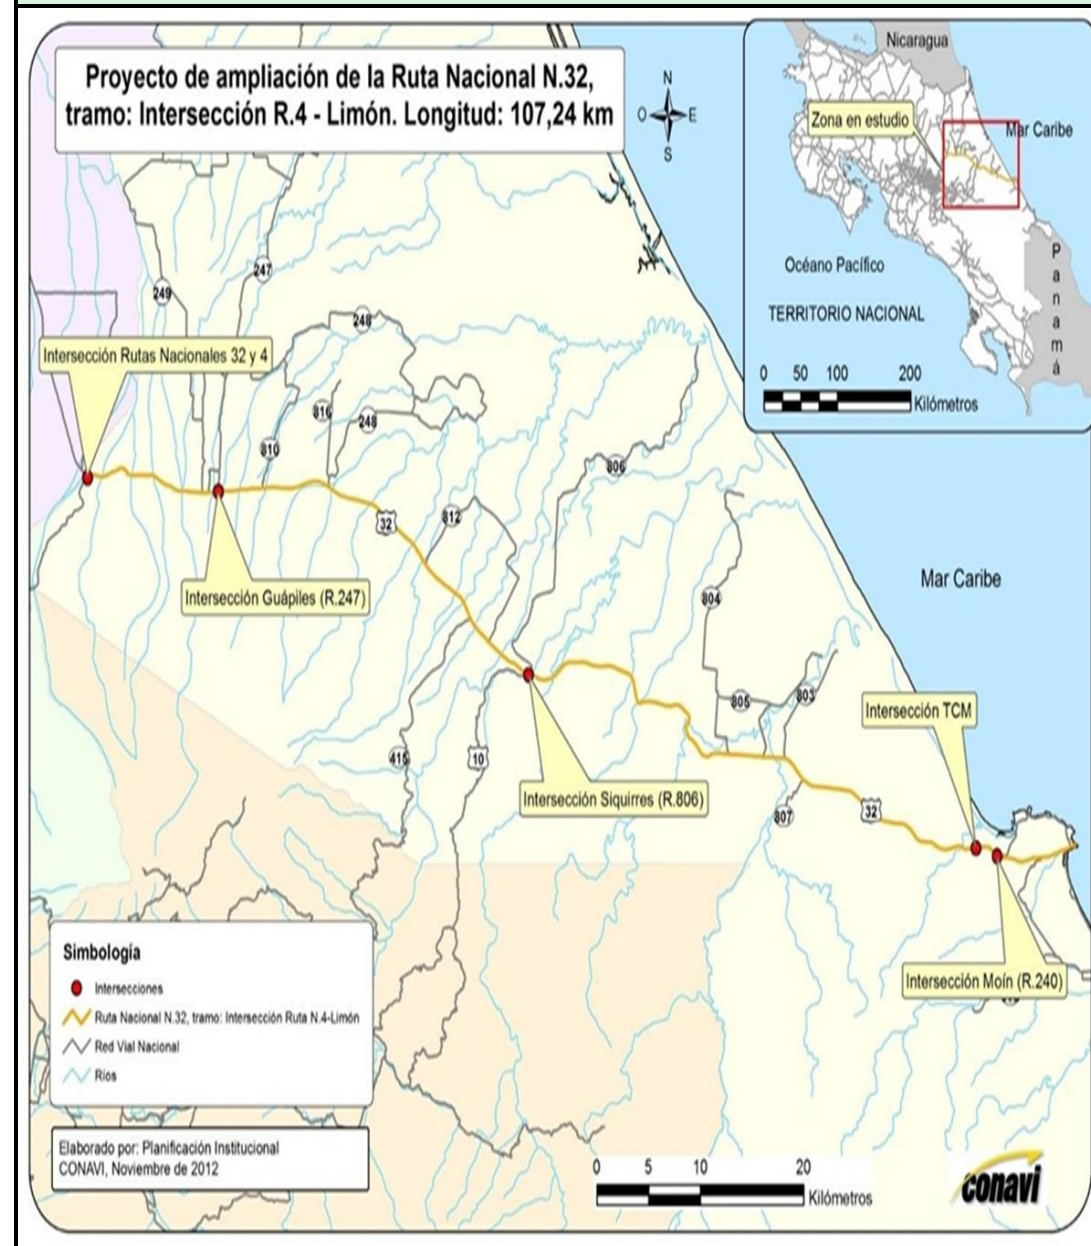 Proyecto de ampliación de la Ruta Nacional N.32,
tramo: Intersección R.4 - Limón. Longitud: 107,24 km
N
O E
S
Nicaragua
Zona en estudio
Mar Caribe
Océano Pacífico
TERRITORIO NACIONAL
Panamá
0 50 100 200
Kilómetros
247
249
248
Intersección Rutas Nacionales 32 y 4
816
248
810
806
32
812
Mar Caribe
Intersección Guápiles (R.247)
804
805
803
Intersección TCM
415
10
Intersección Siquirres (R.806)
807
32
Intersección Moín (R.240)
Simbología
Intersecciones
Ruta Nacional N.32, tramo: Intersección Ruta N.4-Limón
Red Vial Nacional
Ríos
Elaborado por: Planificación Institucional
CONAVI, Noviembre de 2012
0 5 10 20
Kilómetros
conavi